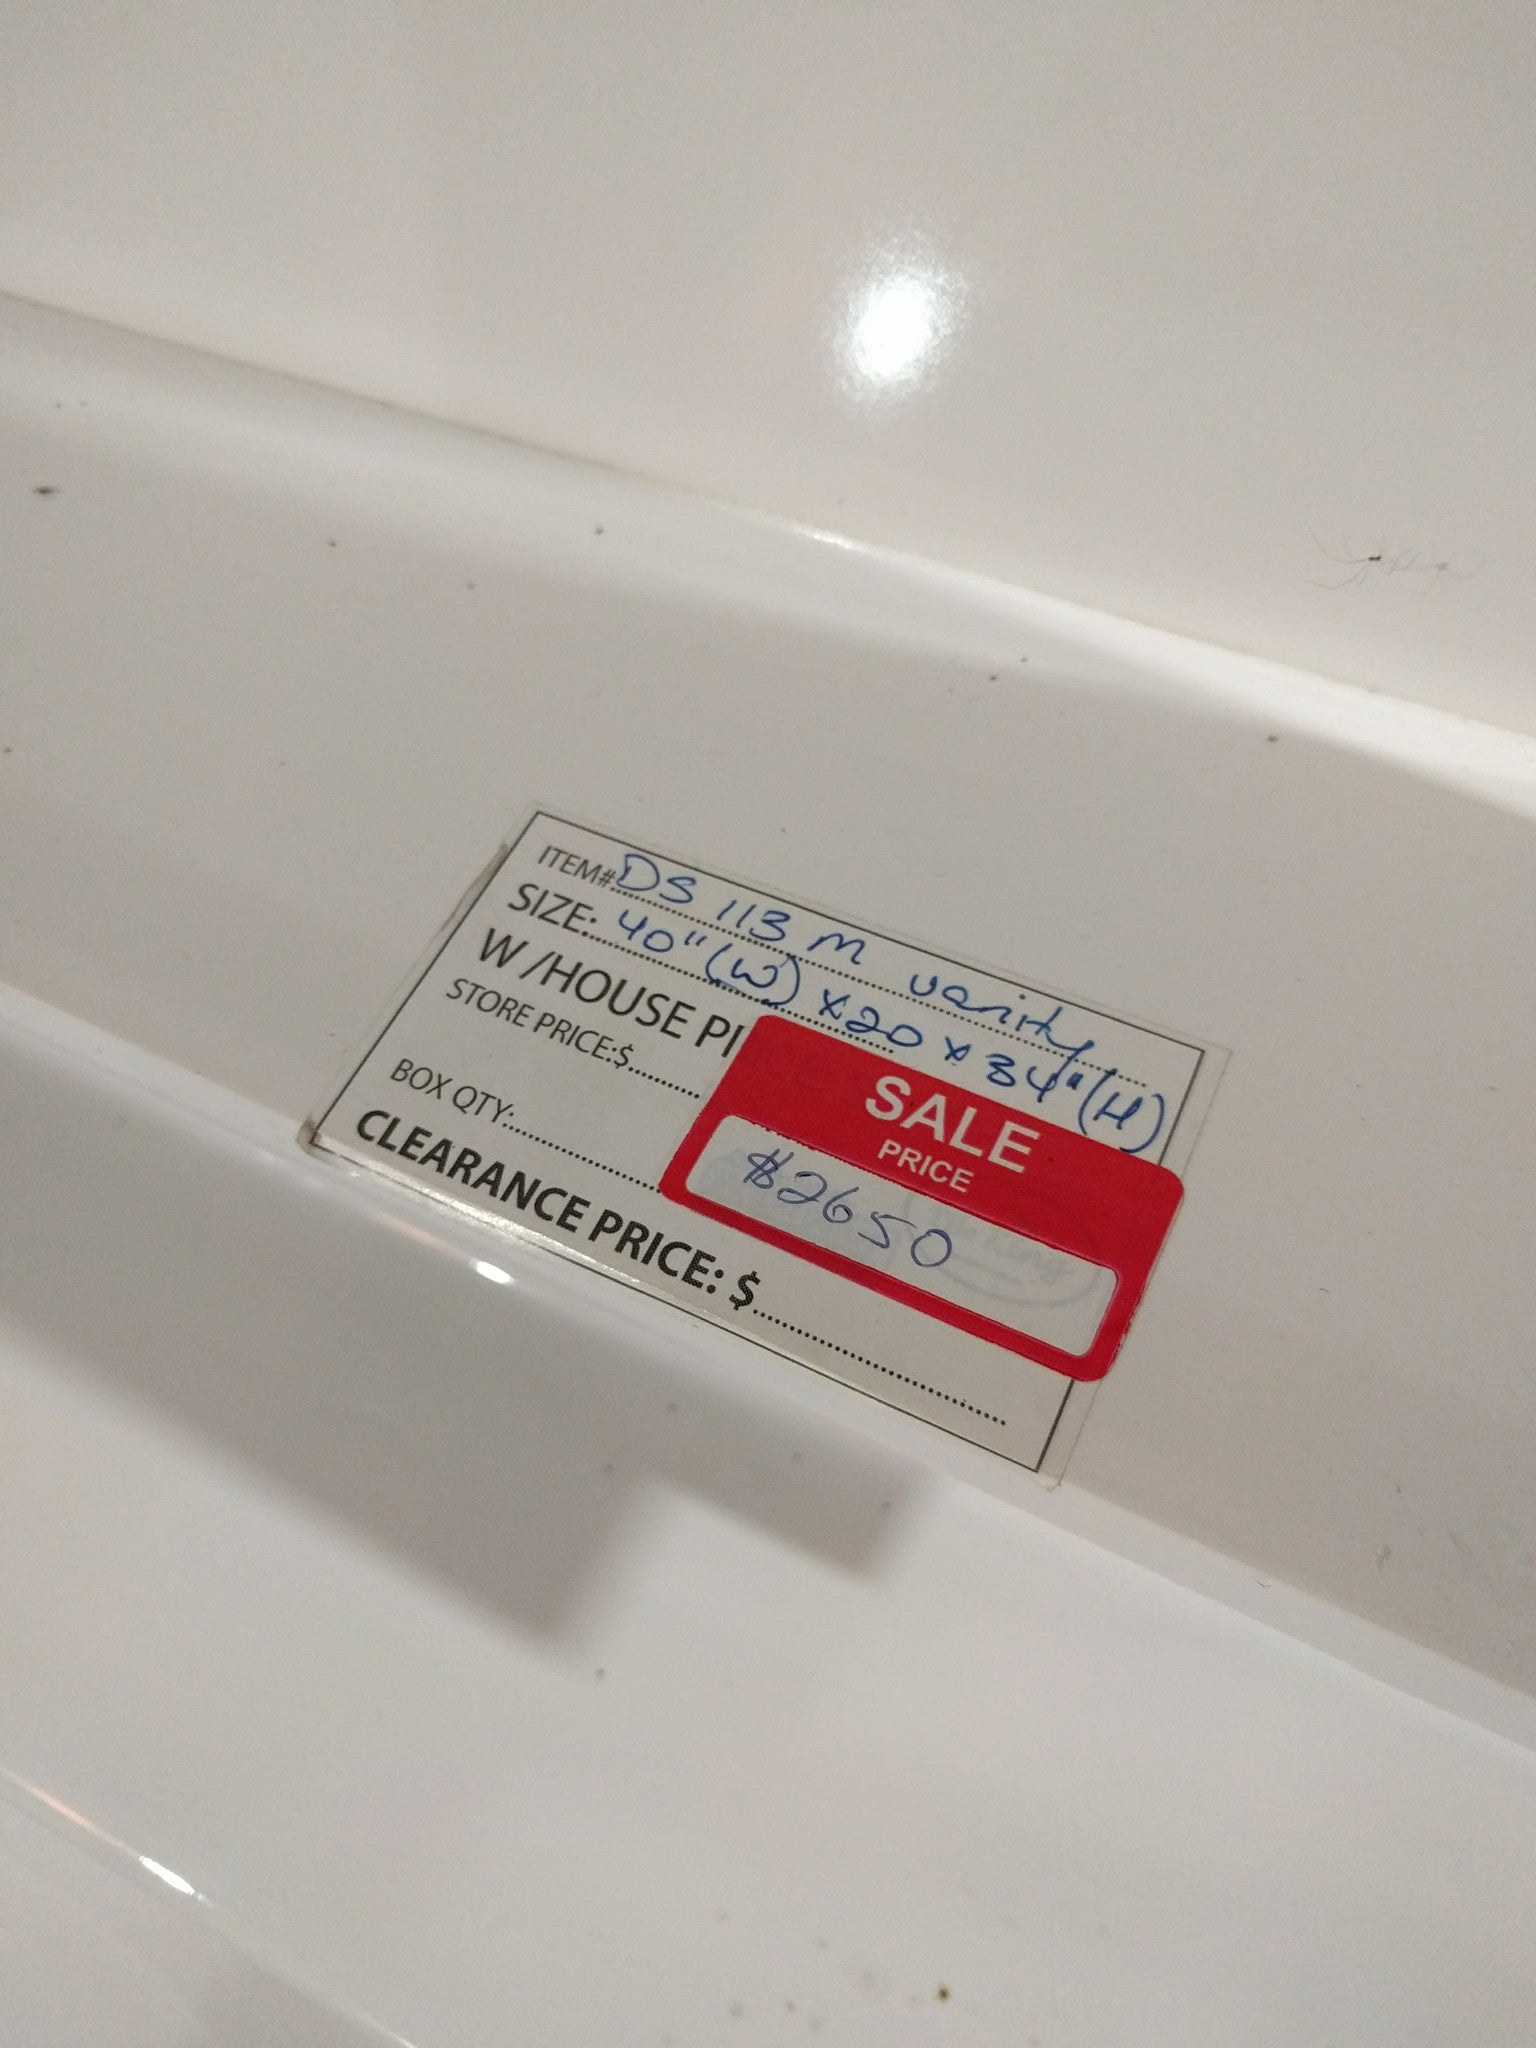 ITEM# DS 113 M vanity
SIZE: 40" (W) x 20 x 34" (H)
W/HOUSE
STORE PRICE:$
SALE
PRICE
$2650
BOX QTY:
CLEARANCE PRICE: $